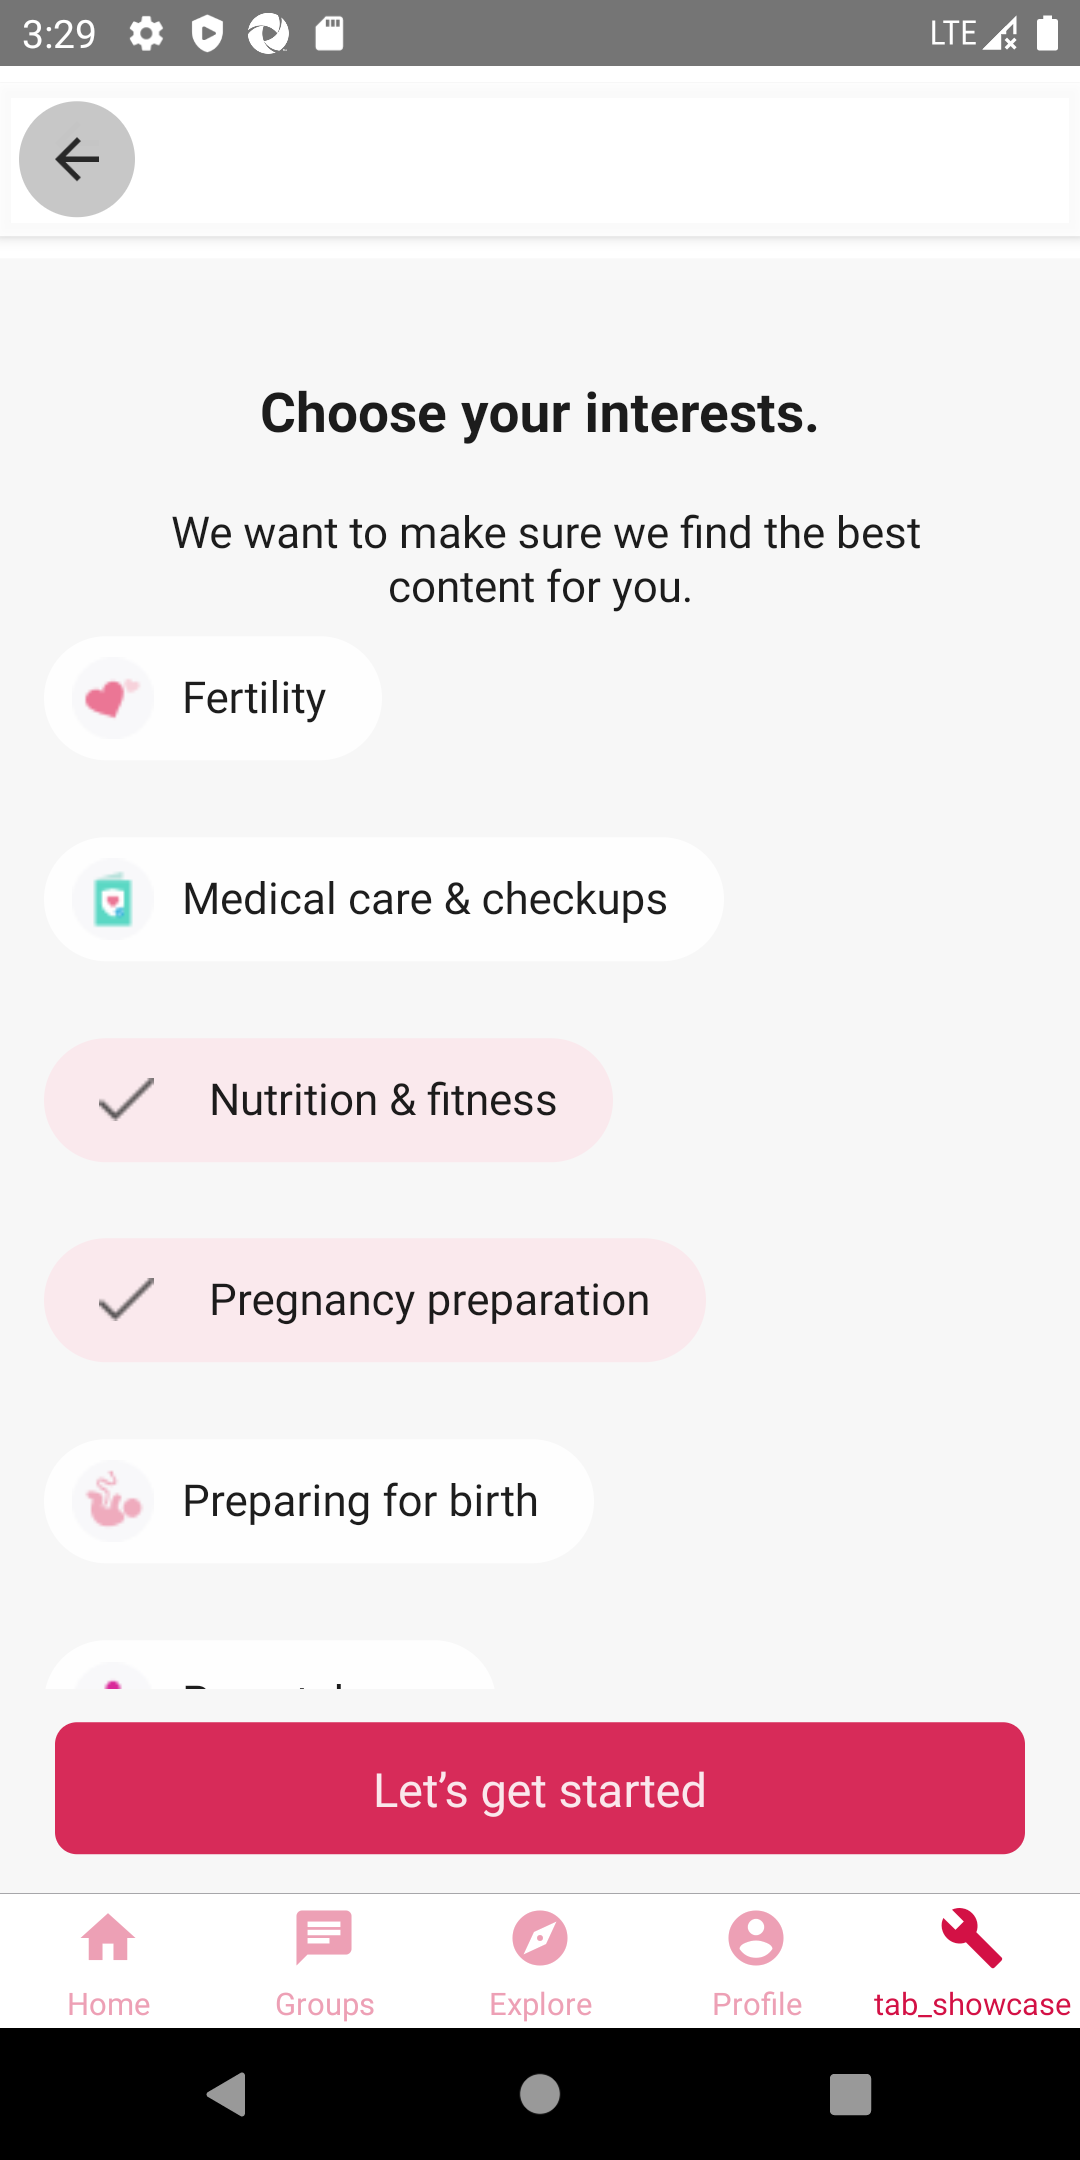 3:29
LTE
Choose your interests.
We want to make sure we find the best
content for you.
Fertility
Medical care & checkups
Nutrition & fitness
Pregnancy preparation
Preparing for birth
Let's get started
Home
Groups
Explore
Profile
tab_showcase